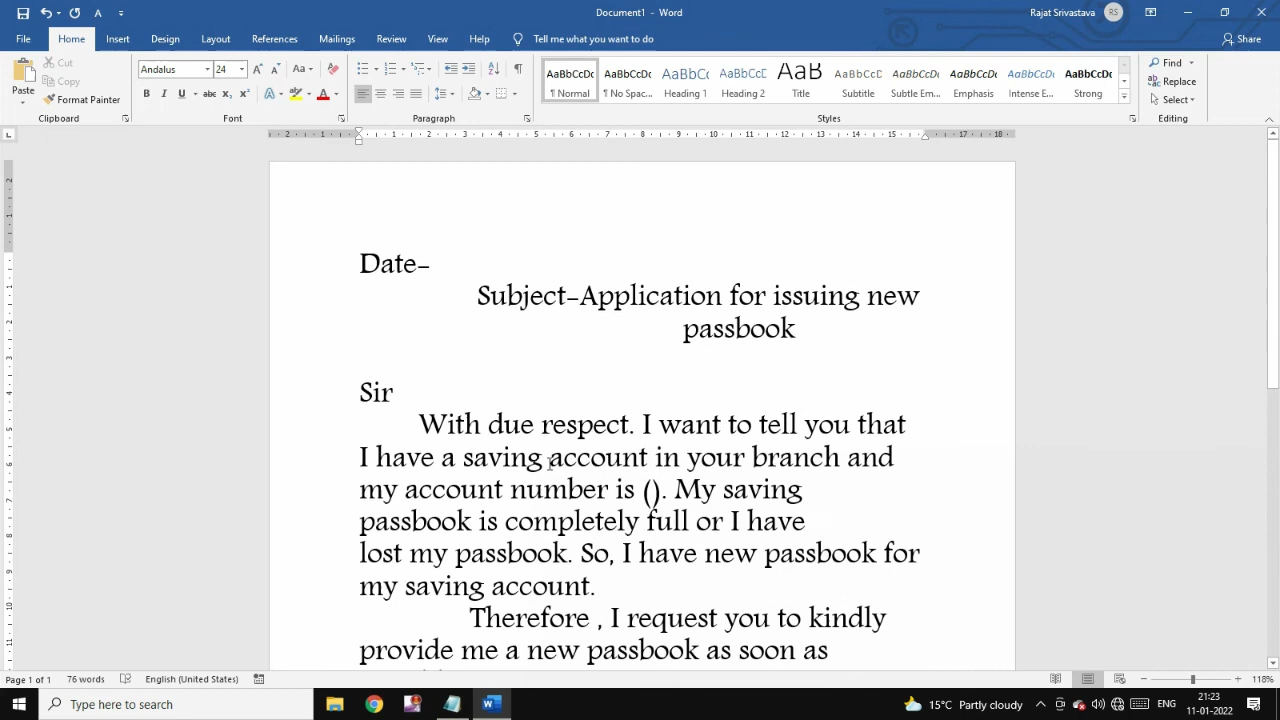 Document1 - Word
Rajat Srivastava RS
File Home Insert Design Layout References Mailings Review View Help Tell me what you want to do Share
Paste Cut Copy Format Painter Clipboard
Andalus 24 Font
Paragraph
AaBbCcDc AaBbCcDc AaBbCc AaBbCcC AaB AaBbCcD AaBbCcDc AaBbCcDc AaBbCcDc AaBbCcDc
¶ Normal ¶ No Spac... Heading 1 Heading 2 Title Subtitle Subtle Em... Emphasis Intense E... Strong
Styles
Find Replace Select Editing
Date-
Subject-Application for issuing new
passbook
Sir
With due respect. I want to tell you that
I have a saving account in your branch and
my account number is (). My saving
passbook is completely full or I have
lost my passbook. So, I have new passbook for
my saving account.
Therefore , I request you to kindly
provide me a new passbook as soon as
Page 1 of 1 76 words English (United States) 118%
Type here to search
15°C Partly cloudy ENG 21:23
11-01-2022